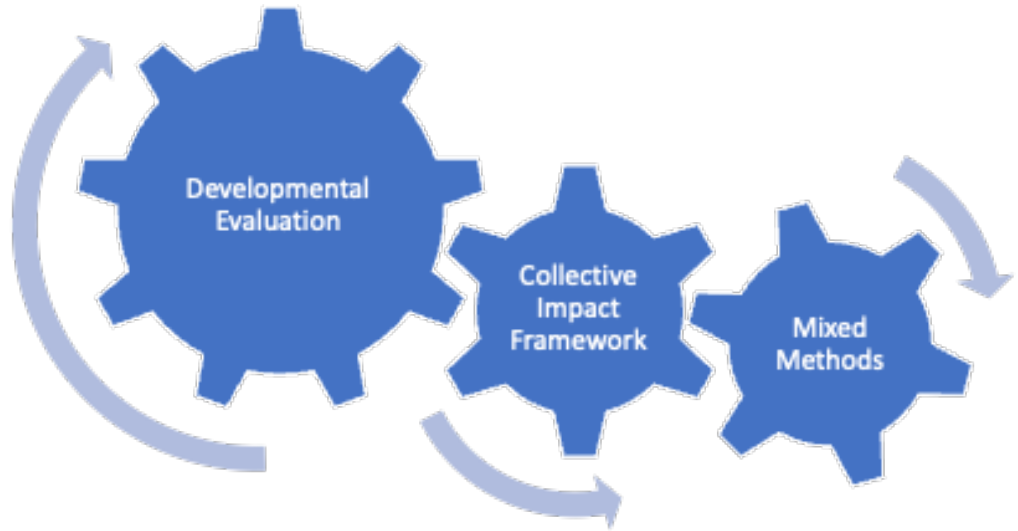 Developmental
Evaluation
Collective
Impact
Framework
Mixed
Methods